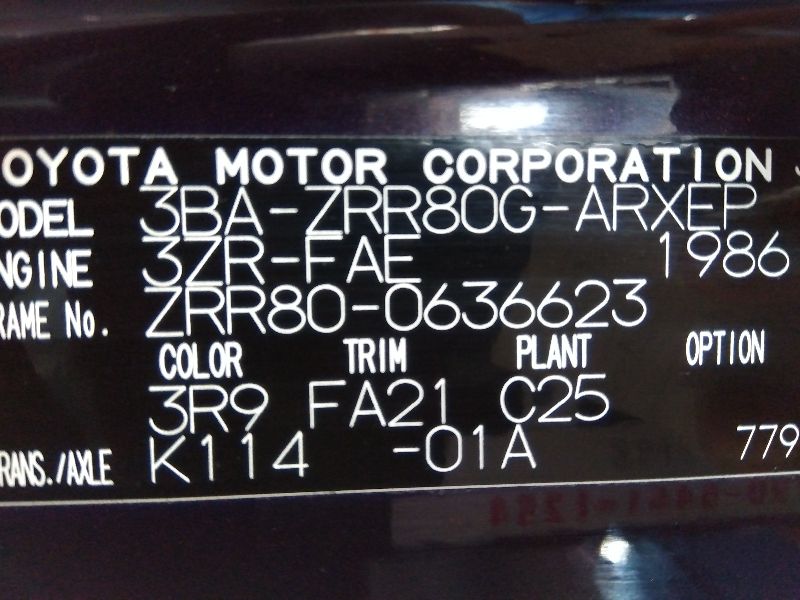 OYOTA MOTOR CORPORATION J
ODEL 3BA-ZRR80G-ARXEP
NGINE 3ZR-FAE 1986
RAME No. ZRR80-0636623
COLOR TRIM PLANT OPTION
3R9 FA21 C25
RANS./AXLE K114 -01A 779